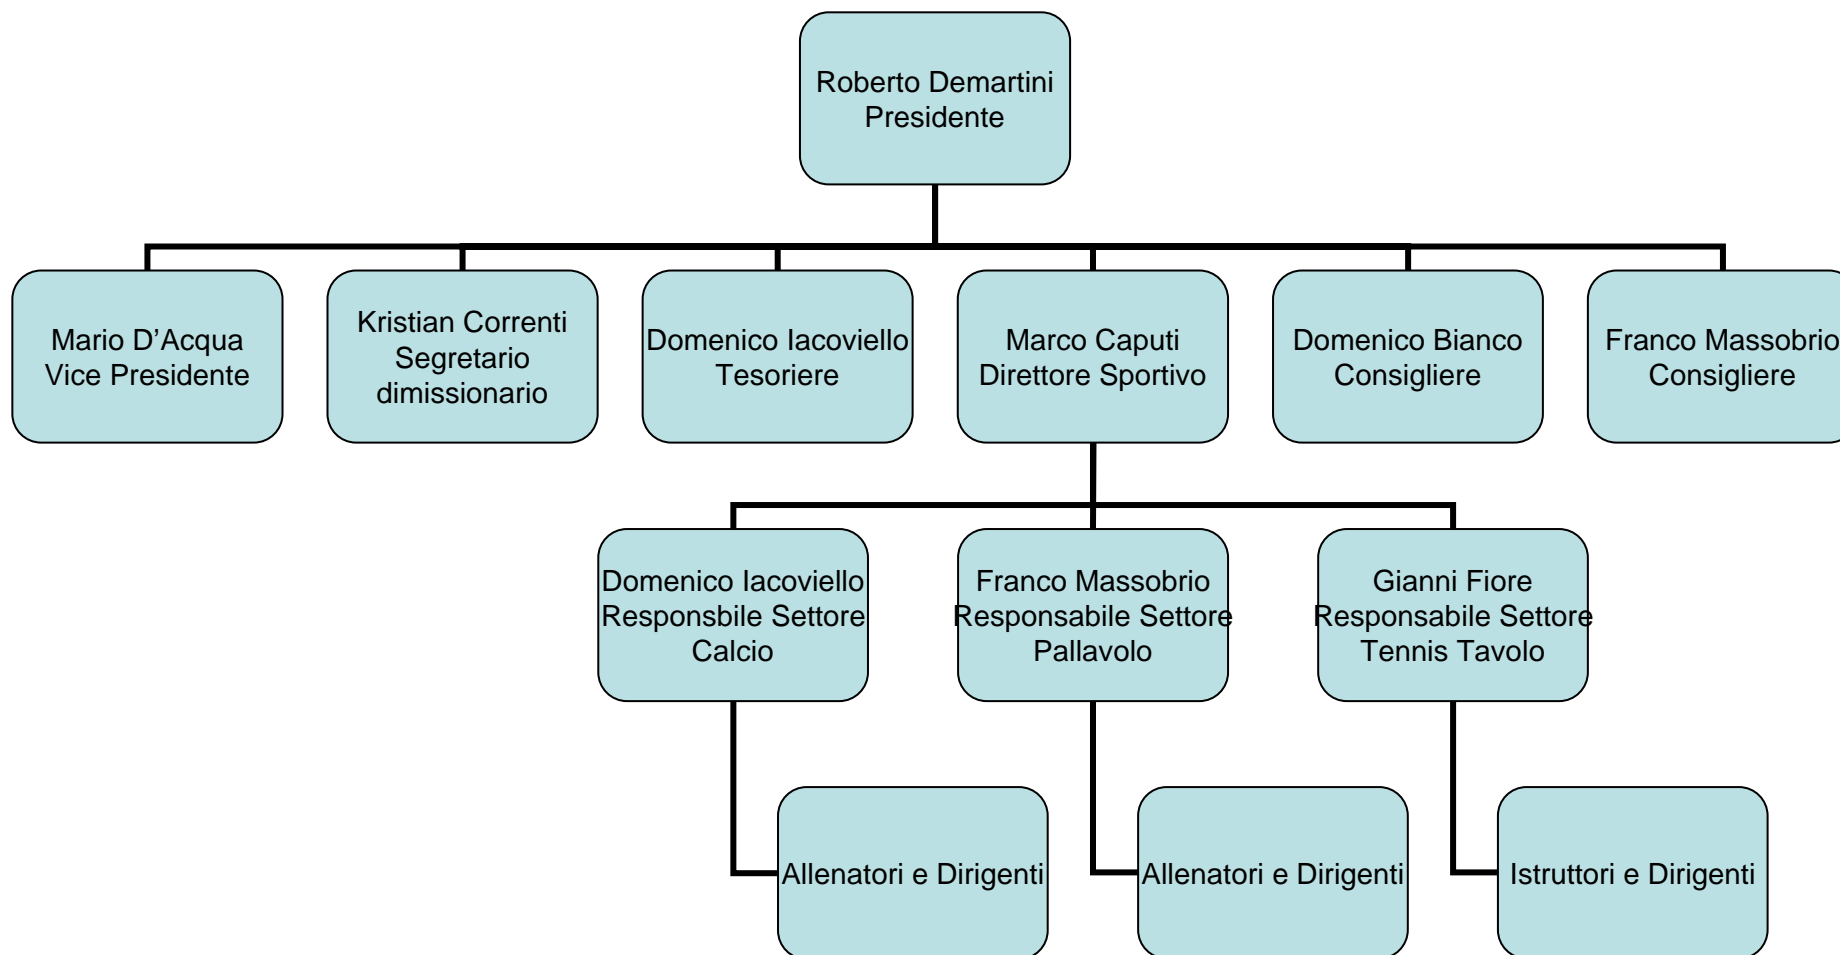 Roberto Demartini
Presidente
Mario D’Acqua
Vice Presidente
Kristian Correnti
Segretario
dimissionario
Domenico Iacoviello
Tesoriere
Marco Caputi
Direttore Sportivo
Domenico Bianco
Consigliere
Franco Massobrio
Consigliere
Domenico Iacoviello
Responsbile Settore
Calcio
Franco Massobrio
Responsabile Settore
Pallavolo
Gianni Fiore
Responsabile Settore
Tennis Tavolo
Allenatori e Dirigenti
Allenatori e Dirigenti
Istruttori e Dirigenti